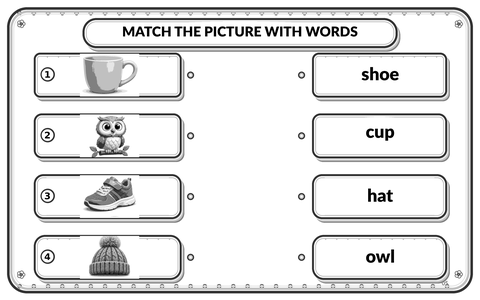 MATCH THE PICTURE WITH WORDS
1
shoe
2
cup
3
hat
4
owl